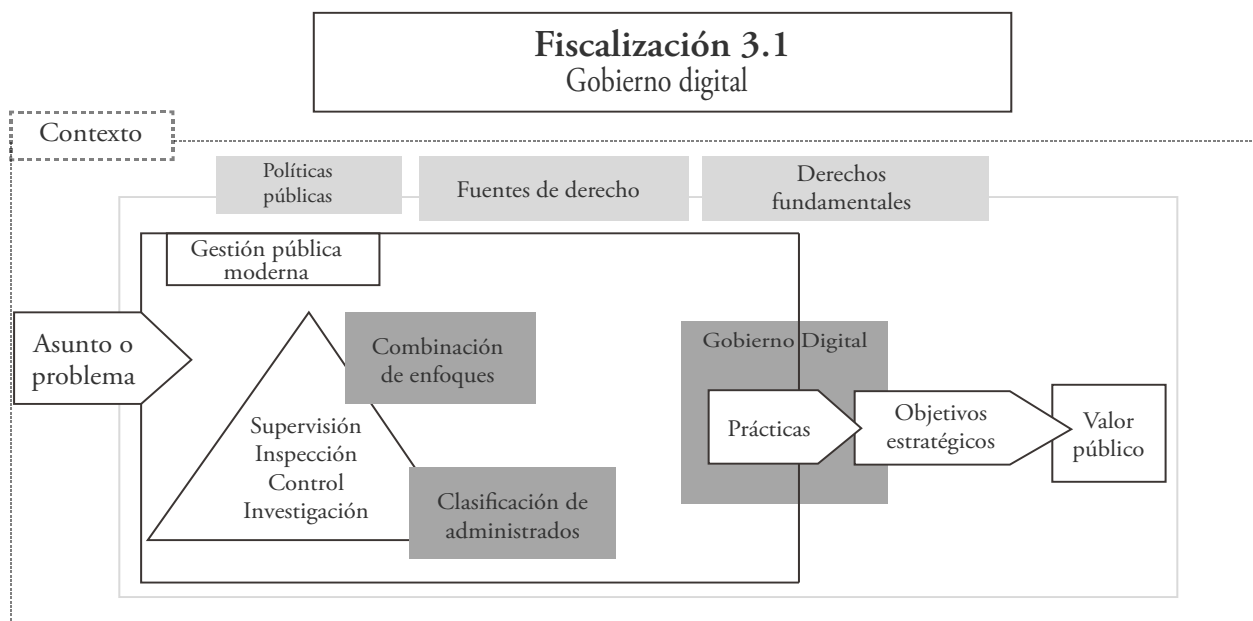 Fiscalización 3.1
Gobierno digital
Contexto
Políticas
públicas
Fuentes de derecho
Derechos
fundamentales
Gestión pública
moderna
Asunto o
problema
Combinación
de enfoques
Supervisión
Inspección
Control
Investigación
Clasificación de
administrados
Gobierno Digital
Prácticas
Objetivos
estratégicos
Valor
público